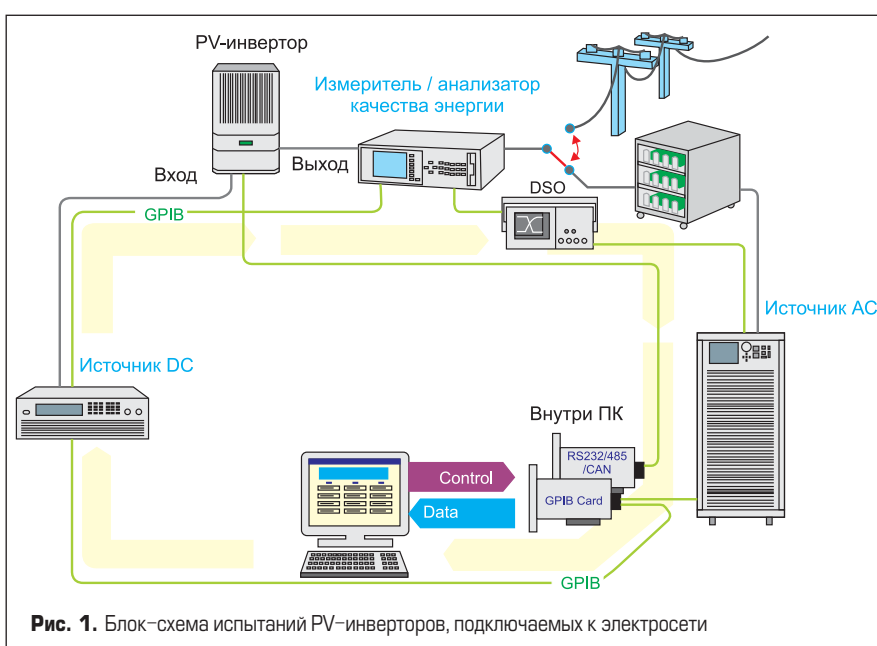 PV-инвертор
Измеритель / анализатор
качества энергии
Вход
Выход
DSO
GPIB
Источник AC
Источник DC
Внутри ПК
RS232/485
/CAN
Control
GPIB Card
Data
GPIB
Рис. 1. Блок-схема испытаний PV-инверторов, подключаемых к электросети